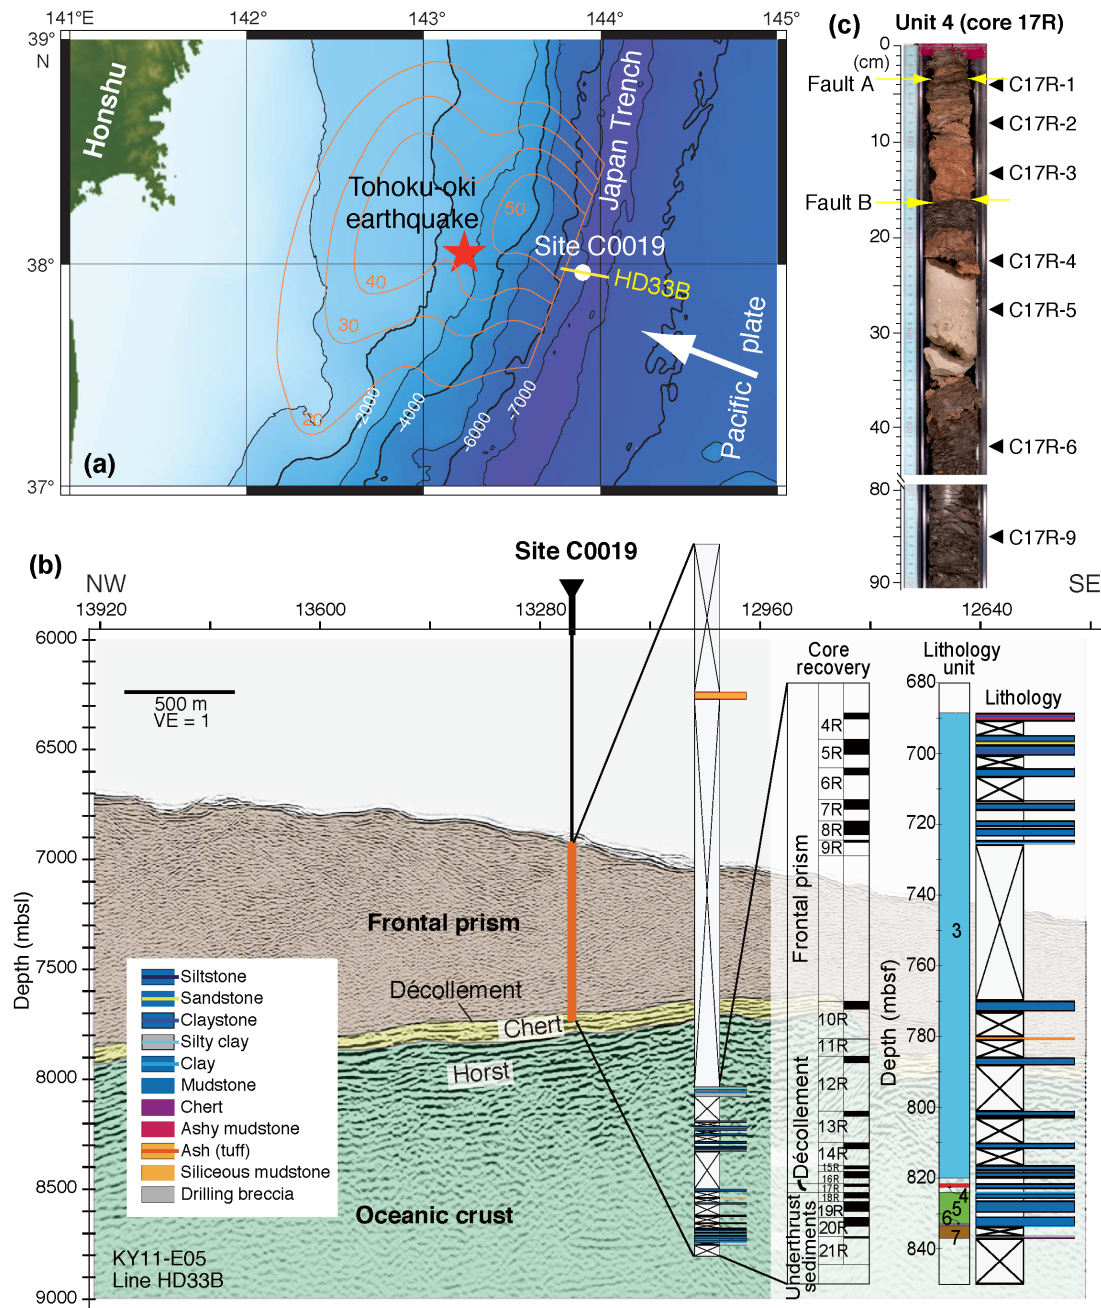 141°E
142°
143°
144°
145°
39°
N
38°
37°
Honshu
Tohoku-oki
earthquake
Japan Trench
Site C0019
HD33B
Pacific plate
50
40
30
20
-2000
-4000
-6000
-7000
(a)
(c)
Unit 4 (core 17R)
0
(cm)
10
20
30
40
80
90
Fault A
Fault B
C17R-1
C17R-2
C17R-3
C17R-4
C17R-5
C17R-6
C17R-9
(b)
Site C0019
NW
SE
13920
13600
13280
12960
12640
Depth (mbsl)
6000
6500
7000
7500
8000
8500
9000
500 m
VE = 1
Frontal prism
Décollement
Chert
Horst
Oceanic crust
KY11-E05
Line HD33B
Siltstone
Sandstone
Claystone
Silty clay
Clay
Mudstone
Chert
Ashy mudstone
Ash (tuff)
Siliceous mudstone
Drilling breccia
Core
recovery
Frontal prism
Décollement
Underthrust
sediments
4R
5R
6R
7R
8R
9R
10R
11R
12R
13R
14R
15R
16R
17R
18R
19R
20R
21R
Lithology
unit
Lithology
Depth (mbsf)
680
700
720
740
760
780
800
820
840
3
4
5
6
7